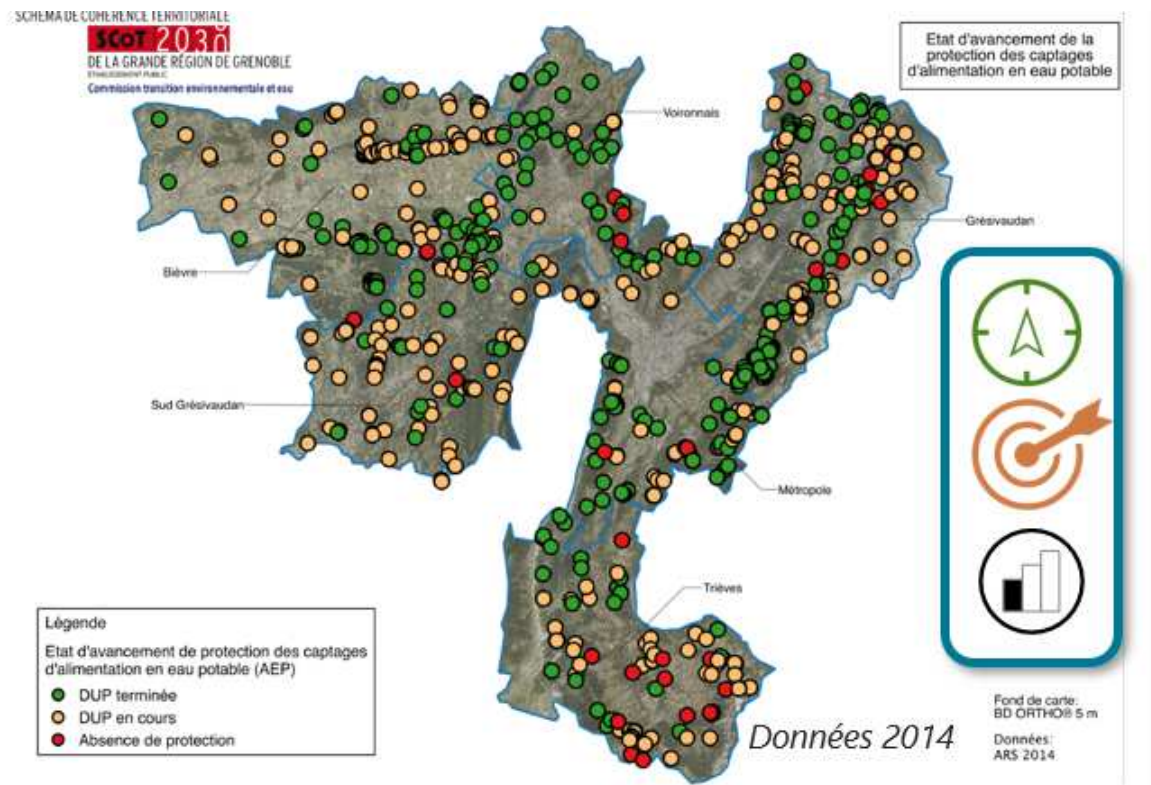 SCHEMA DE COHERENCE TERRITORIALE
SCoT 2030
DE LA GRANDE RÉGION DE GRENOBLE
ETABLISSEMENT PUBLIC
Commission transition environnementale et eau
Etat d'avancement de la
protection des captages
d'alimentation en eau potable
Voironnais
Grésivaudan
Bièvre
Sud Grésivaudan
Métropole
Trièves
Légende
Etat d'avancement de protection des captages
d'alimentation en eau potable (AEP)
DUP terminée
DUP en cours
Absence de protection
Données 2014
Fond de carte:
BD ORTHO® 5 m
Données:
ARS 2014